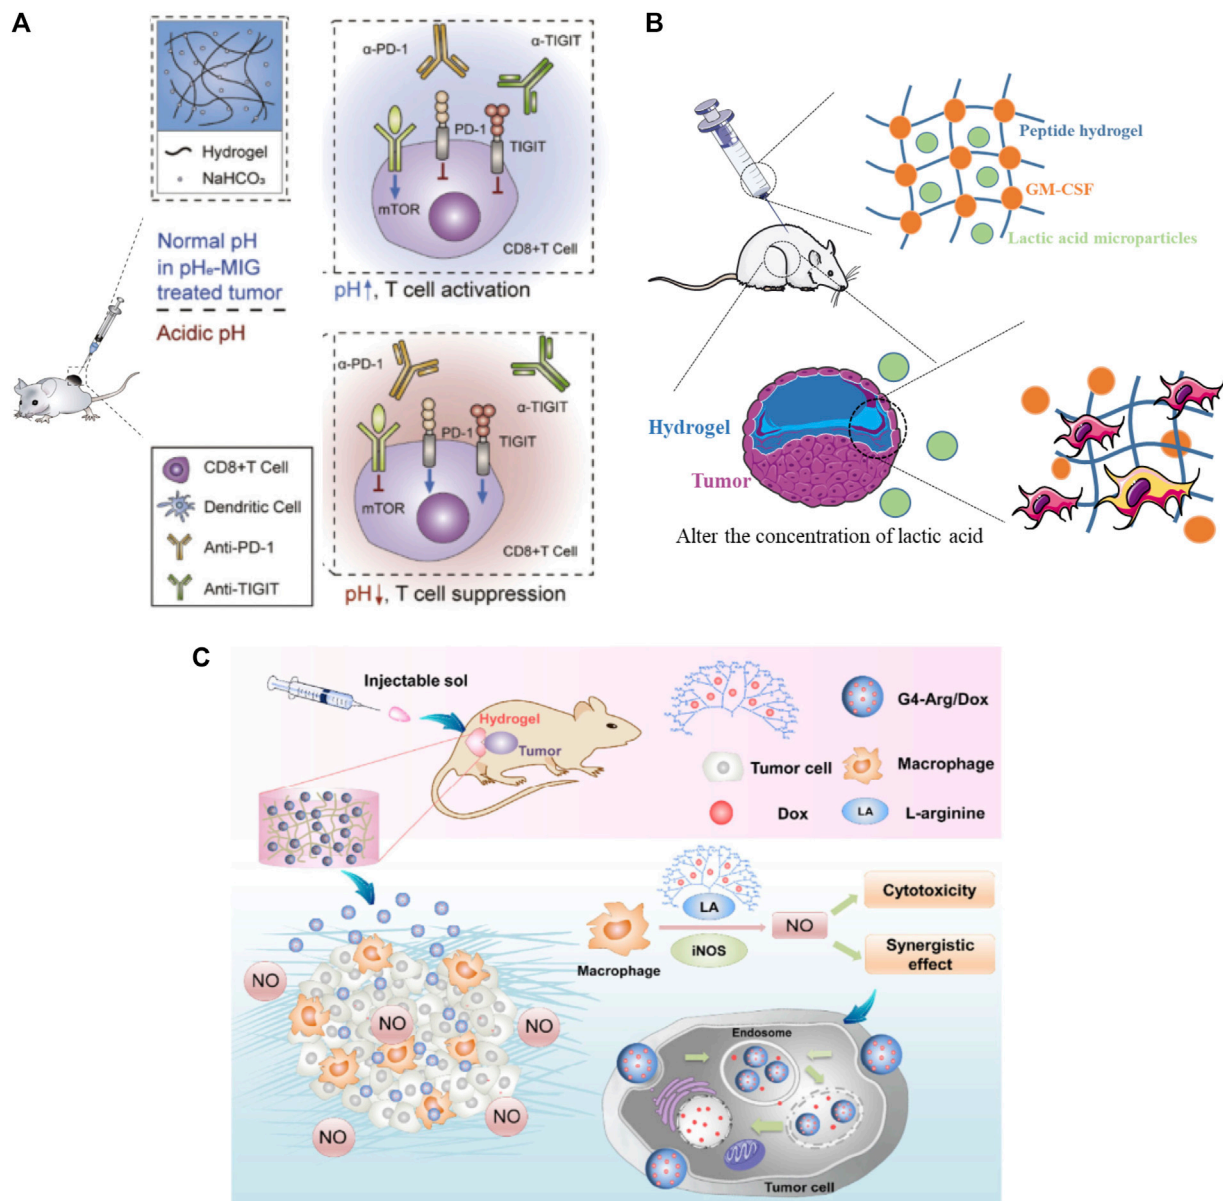 A
Hydrogel
NaHCO₃
Normal pH
in pHₑ-MIG
treated tumor
Acidic pH
α-PD-1
α-TIGIT
PD-1
TIGIT
mTOR
CD8+T Cell
pH↑, T cell activation
α-PD-1
α-TIGIT
PD-1
TIGIT
mTOR
CD8+T Cell
pH↓, T cell suppression
CD8+T Cell
Dendritic Cell
Anti-PD-1
Anti-TIGIT
B
Peptide hydrogel
GM-CSF
Lactic acid microparticles
Hydrogel
Tumor
Alter the concentration of lactic acid
C
Injectable sol
Hydrogel
Tumor
G4-Arg/Dox
Tumor cell
Macrophage
Dox
LA
L-arginine
NO
NO
NO
NO
NO
NO
Macrophage
LA
iNOS
NO
Cytotoxicity
Synergistic
effect
Endosome
Tumor cell